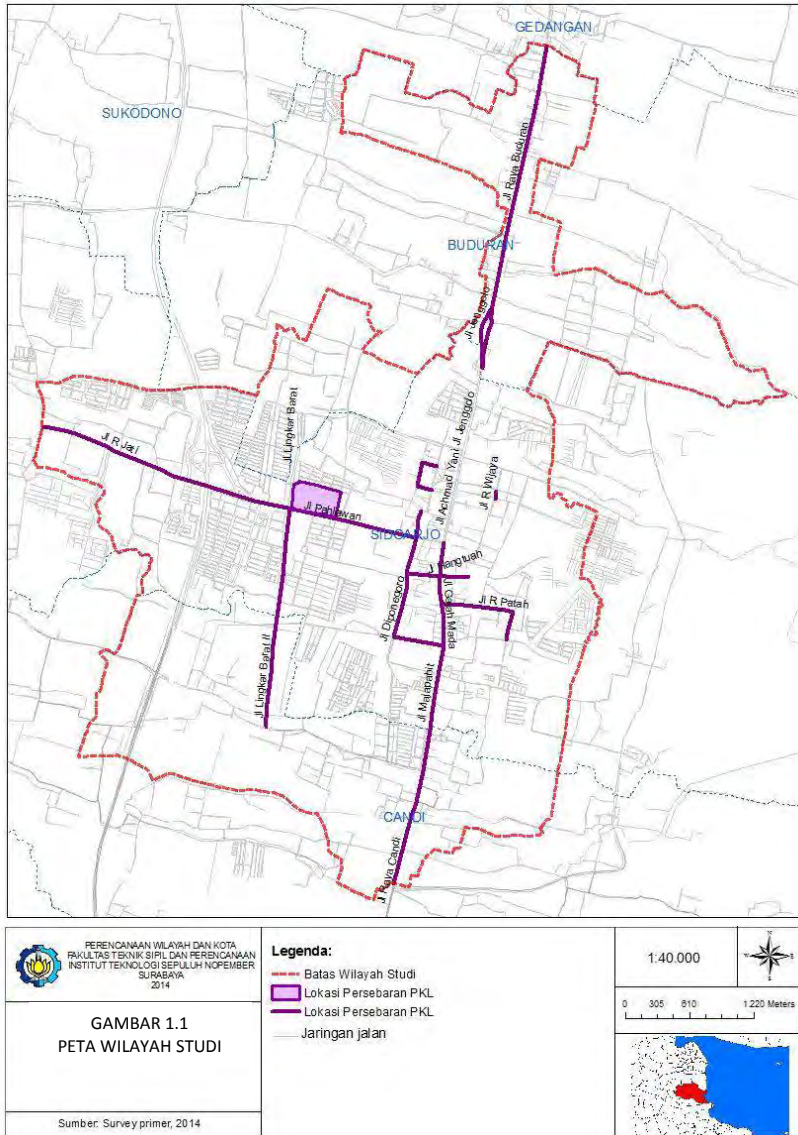 GEDANGAN
SUKODONO
Jl Raya Buduran
BUDURAN
Jl Jenggolo
Jl Lingkar Barat
Jl Achmad Yani Jl Jenggolo
Jl R Jati
Jl R Wijaya
Jl Pahlawan
SIDOARJO
Jl Hangtuah
Jl Diponegoro
Jl Gajah Mada
Jl R Patah
Jl Lingkar Barat II
Jl Majapahit
CANDI
Jl Raya Candi
PERENCANAAN WILAYAH DAN KOTA
FAKULTAS TEKNIK SIPIL DAN PERENCANAAN
INSTITUT TEKNOLOGI SEPULUH NOPEMBER
SURABAYA
2014
GAMBAR 1.1
PETA WILAYAH STUDI
Sumber: Survey primer, 2014
Legenda:
Batas Wilayah Studi
Lokasi Persebaran PKL
Lokasi Persebaran PKL
Jaringan jalan
1:40.000
0 305 610 1.220 Meters